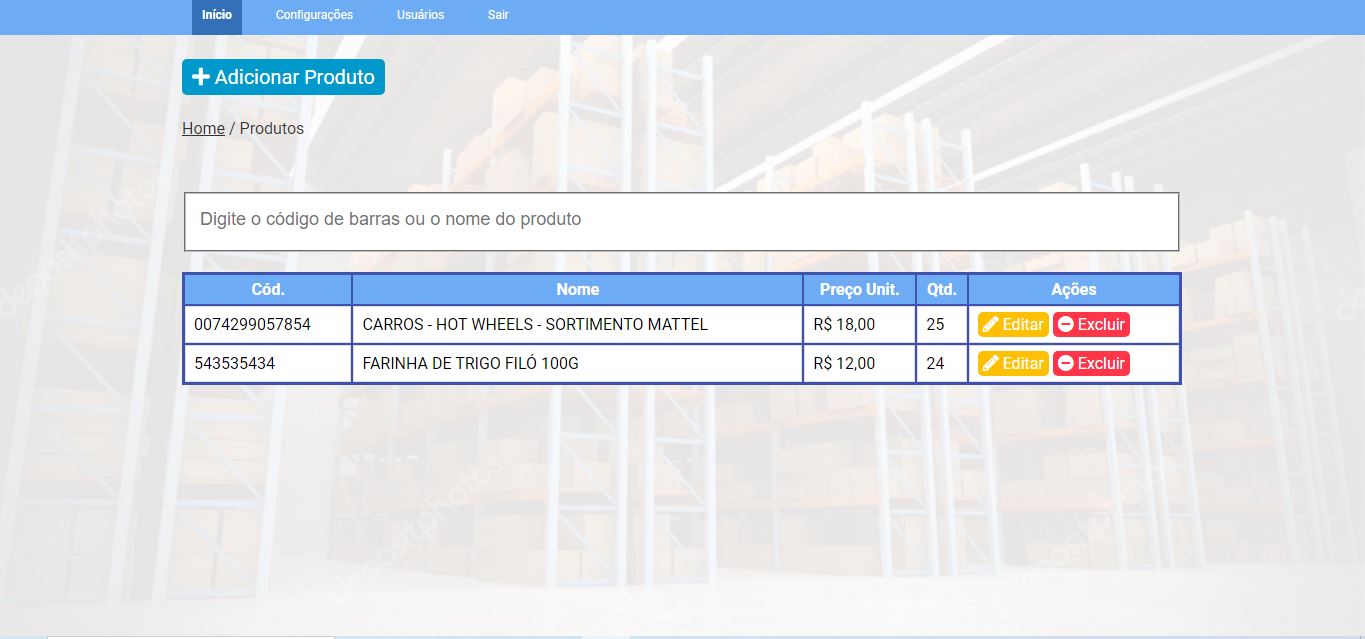 Início Configurações Usuários Sair
Adicionar Produto
Home / Produtos
Digite o código de barras ou o nome do produto
Cód. Nome Preço Unit. Qtd. Ações
0074299057854 CARROS - HOT WHEELS - SORTIMENTO MATTEL R$ 18,00 25 Editar Excluir
543535434 FARINHA DE TRIGO FILÓ 100G R$ 12,00 24 Editar Excluir
depositphotos
depositphotos
depositphotos